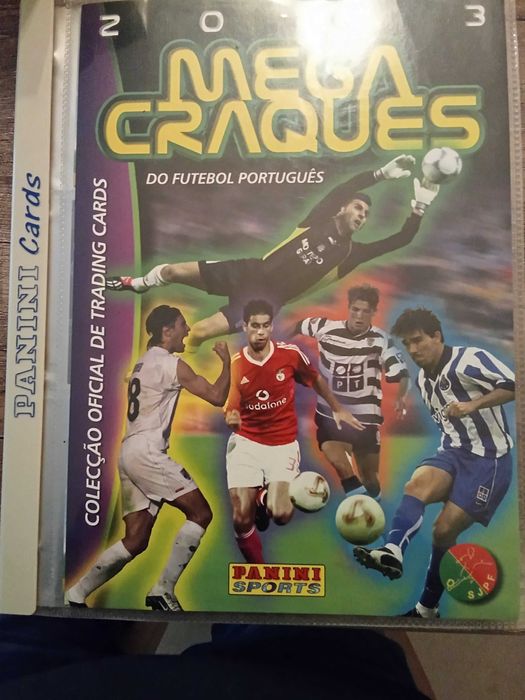 2 0 3
MEGA
CRAQUES
DO FUTEBOL PORTUGUÊS
COLECÇÃO OFICIAL DE TRADING CARDS
PANINI Cards
8
vodafone
OPT
PANINI
SPORTS
SJPF